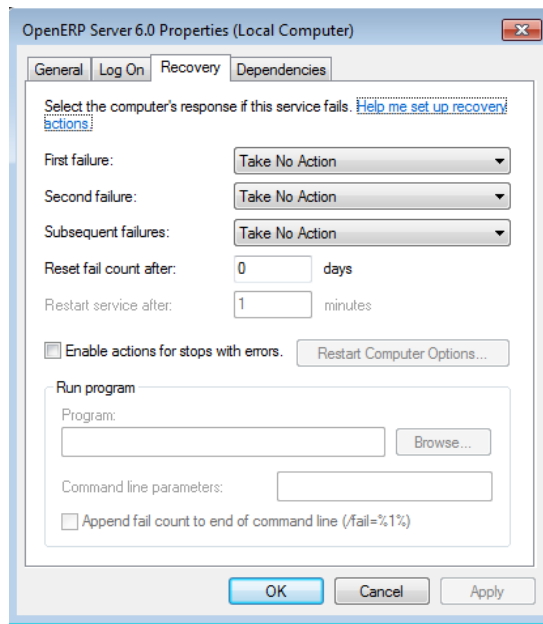 OpenERP Server 6.0 Properties (Local Computer)
General Log On Recovery Dependencies
Select the computer's response if this service fails. Help me set up recovery
actions.
First failure: Take No Action
Second failure: Take No Action
Subsequent failures: Take No Action
Reset fail count after: 0 days
Restart service after: 1 minutes
Enable actions for stops with errors. Restart Computer Options...
Run program
Program:
Browse...
Command line parameters:
Append fail count to end of command line (/fail=%1%)
OK Cancel Apply